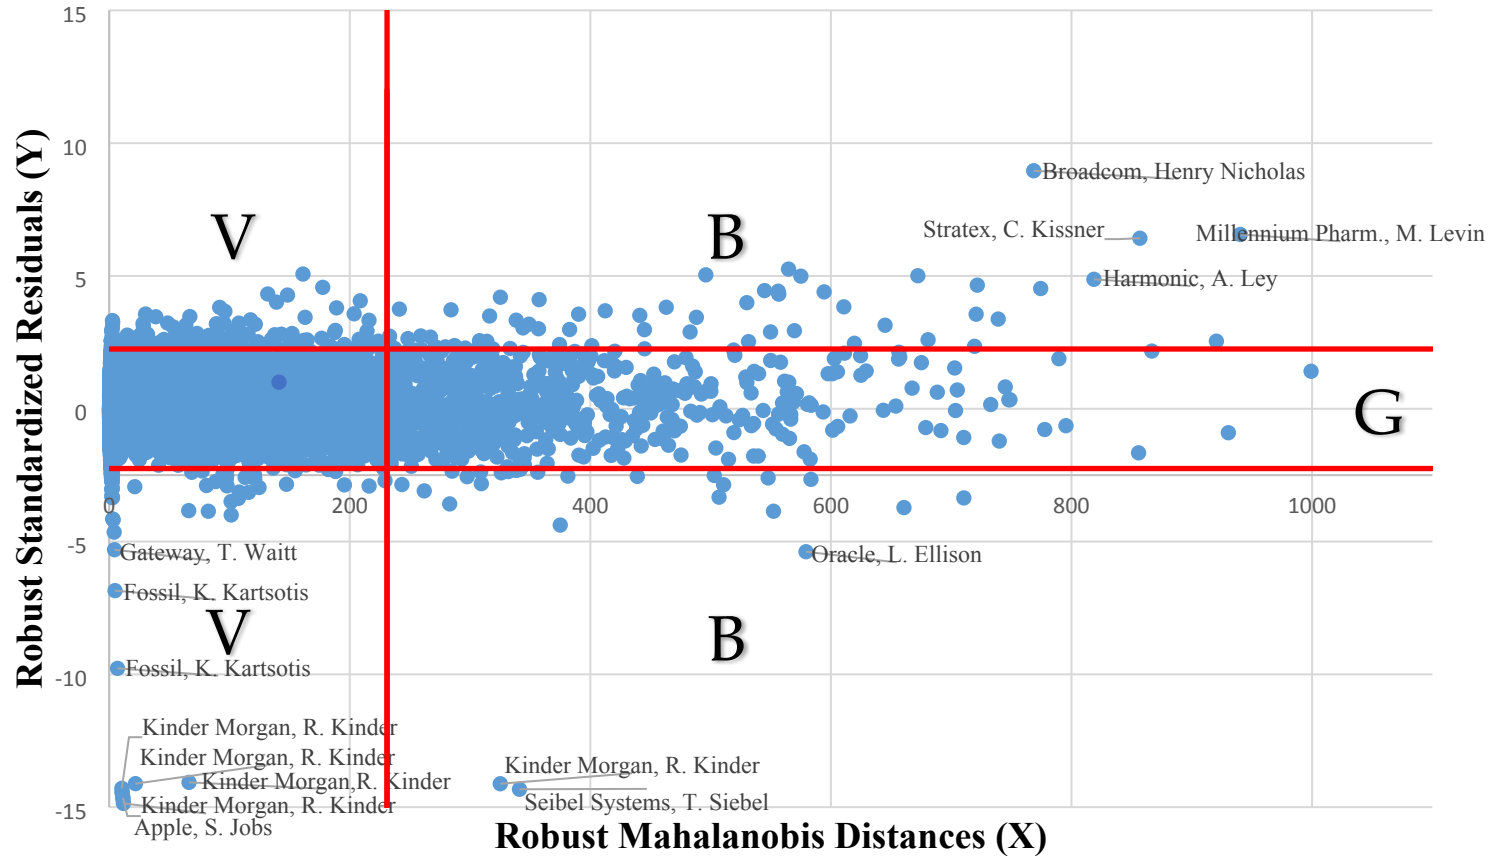 15
10
Broadcom, Henry Nicholas
V
B
Stratex, C. Kissner
Millennium Pharm., M. Levin
5
Harmonic, A. Ley
0
G
0
200
400
600
800
1000
-5
Gateway, T. Waitt
Oracle, L. Ellison
Fossil, K. Kartsotis
V
B
Fossil, K. Kartsotis
-10
Kinder Morgan, R. Kinder
Kinder Morgan, R. Kinder
Kinder Morgan, R. Kinder
Kinder Morgan,R. Kinder
Kinder Morgan, R. Kinder
Seibel Systems, T. Siebel
-15
Apple, S. Jobs
Robust Mahalanobis Distances (X)
Robust Standardized Residuals (Y)